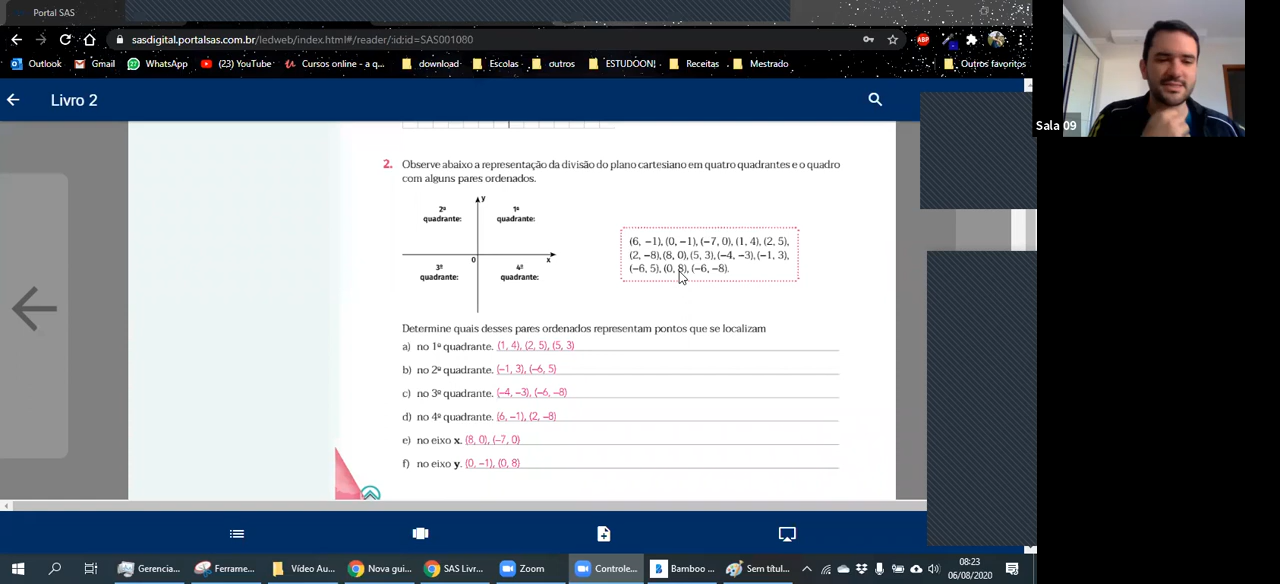 Portal SAS
sasdigital.portalsas.com.br/ledweb/index.html#/reader/:id:id=SAS001080
ABP
Outlook Gmail WhatsApp (23) YouTube Cursos online - a q... download Escolas outros ESTUDOON! Receitas Mestrado Outros favoritos
Livro 2
Sala 09
2. Observe abaixo a representação da divisão do plano cartesiano em quatro quadrantes e o quadro
com alguns pares ordenados.
y
2º
quadrante:
1º
quadrante:
0
x
3º
quadrante:
4º
quadrante:
(6, −1), (0, −1), (−7, 0), (1, 4), (2, 5),
(2, −8), (8, 0), (5, 3), (−4, −3), (−1, 3),
(−6, 5), (0, 8), (−6, −8).
Determine quais desses pares ordenados representam pontos que se localizam
a) no 1º quadrante. (1, 4), (2, 5), (5, 3)
b) no 2º quadrante. (−1, 3), (−6, 5)
c) no 3º quadrante. (−4, −3), (−6, −8)
d) no 4º quadrante. (6, −1), (2, −8)
e) no eixo x. (8, 0), (−7, 0)
f) no eixo y. (0, −1), (0, 8)
Gerencia... Ferrame... Vídeo Au... Nova gui... SAS Livr... Zoom Controle... Bamboo ... Sem títul...
08:23
06/08/2020